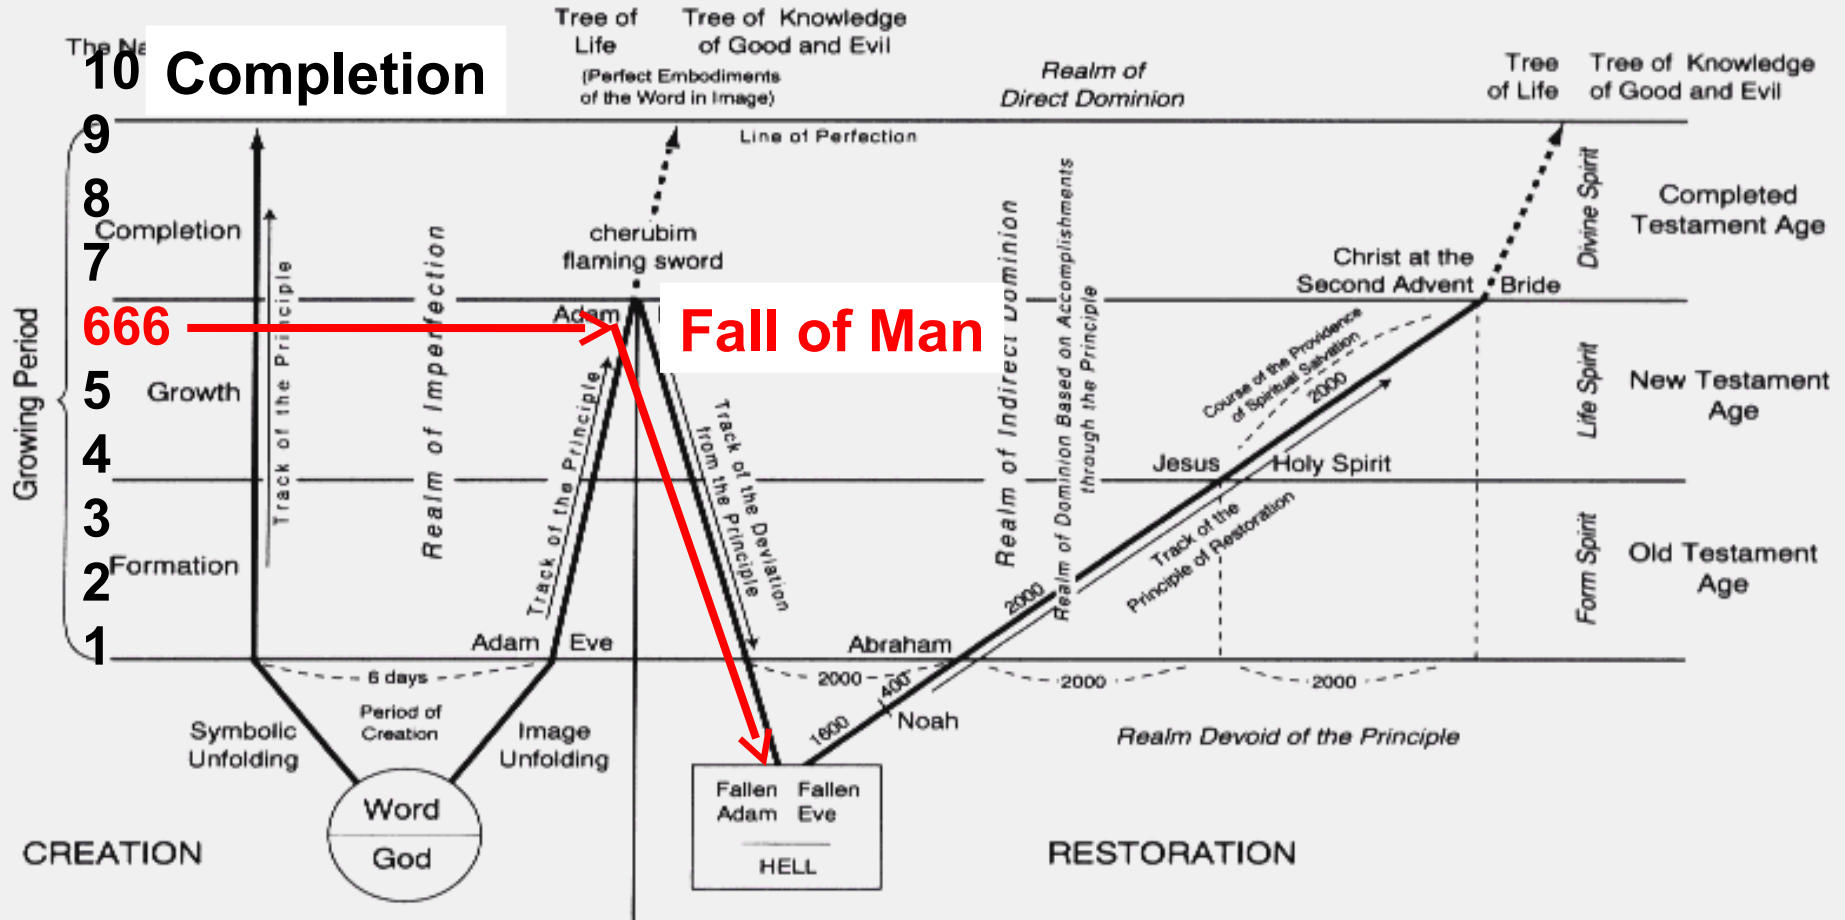 Tree of
Life
Tree of Knowledge
of Good and Evil
(Perfect Embodiments
of the Word in Image)
The Na
10 Completion
Realm of
Direct Dominion
Tree
of Life
Tree of Knowledge
of Good and Evil
9
Line of Perfection
8
Completion
7
cherubim
flaming sword
Christ at the
Second Advent
Bride
Divine Spirit
Completed
Testament Age
666
Adam
Fall of Man
Growing Period
5
Growth
4
3
2
Formation
1
Track of the Principle
Realm of Imperfection
Track of the Principle
Track of the Deviation
from the Principle
Realm of Indirect Dominion
Realm of Dominion Based on Accomplishments
through the Principle
Course of the Providence
of Spiritual Salvation
2000
Life Spirit
New Testament
Age
Jesus
Holy Spirit
Track of the
Principle of Restoration
2000
Form Spirit
Old Testament
Age
Adam
Eve
Abraham
6 days
2000
400
2000
2000
Period of
Creation
Symbolic
Unfolding
Image
Unfolding
1600
Noah
Realm Devoid of the Principle
Word
God
Fallen
Adam
Fallen
Eve
HELL
CREATION
RESTORATION